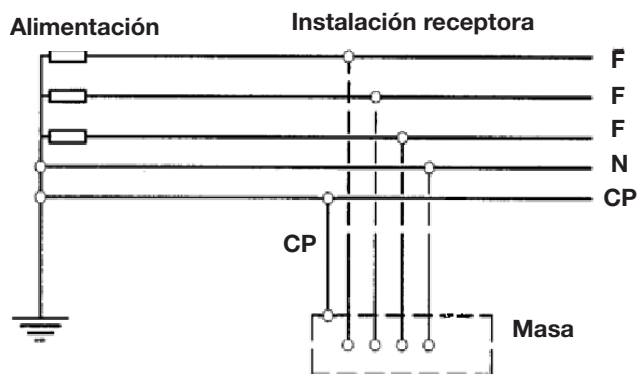 Alimentación
Instalación receptora
F
F
F
N
CP
CP
Masa